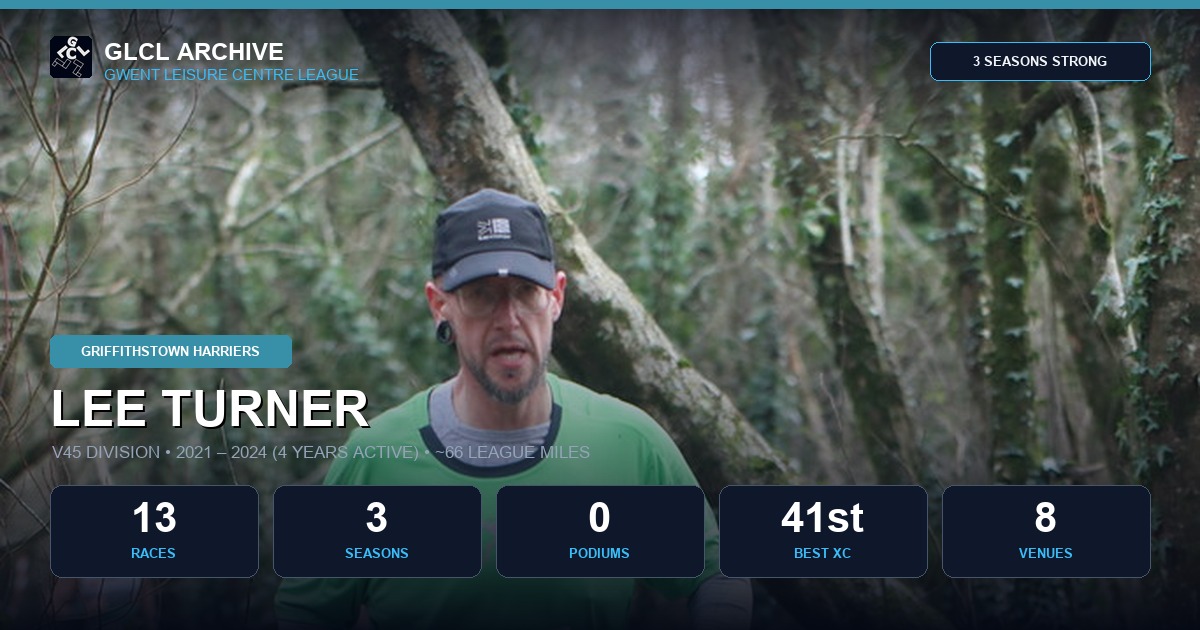 GLCL ARCHIVE
GWENT LEISURE CENTRE LEAGUE
3 SEASONS STRONG
GRIFFITHSTOWN HARRIERS
LEE TURNER
V45 DIVISION • 2021 – 2024 (4 YEARS ACTIVE) • ~66 LEAGUE MILES
13
RACES
3
SEASONS
0
PODIUMS
41st
BEST XC
8
VENUES